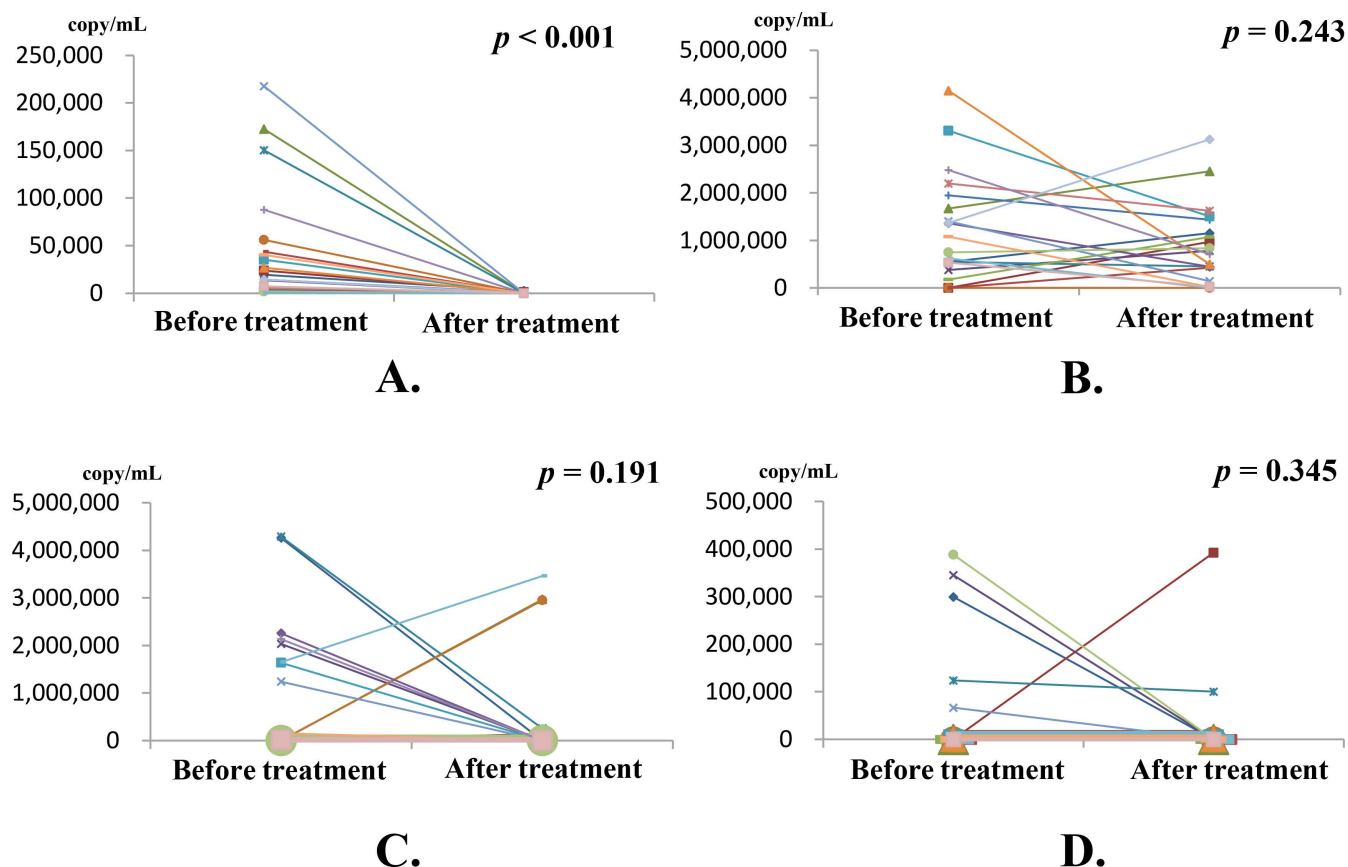 copy/mL
p < 0.001
250,000
200,000
150,000
100,000
50,000
0
Before treatment After treatment
A.
copy/mL
p = 0.243
5,000,000
4,000,000
3,000,000
2,000,000
1,000,000
0
Before treatment After treatment
B.
copy/mL
p = 0.191
5,000,000
4,000,000
3,000,000
2,000,000
1,000,000
0
Before treatment After treatment
C.
copy/mL
p = 0.345
500,000
400,000
300,000
200,000
100,000
0
Before treatment After treatment
D.